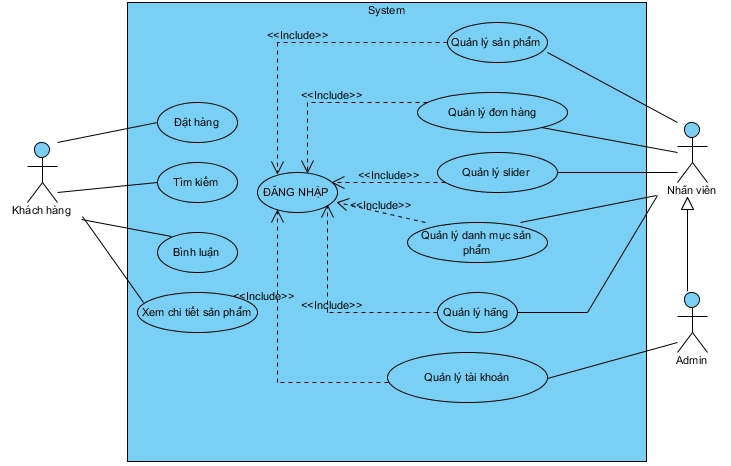 System
<<Include>>
Quản lý sản phẩm
<<Include>>
Quản lý đơn hàng
Đặt hàng
<<Include>>
Quản lý slider
Tìm kiếm
ĐĂNG NHẬP
Nhân viên
Khách hàng
<<Include>>
Quản lý danh mục sản
phẩm
Bình luận
<<Include>>
<<Include>>
Xem chi tiết sản phẩm
Quản lý hãng
Admin
Quản lý tài khoản